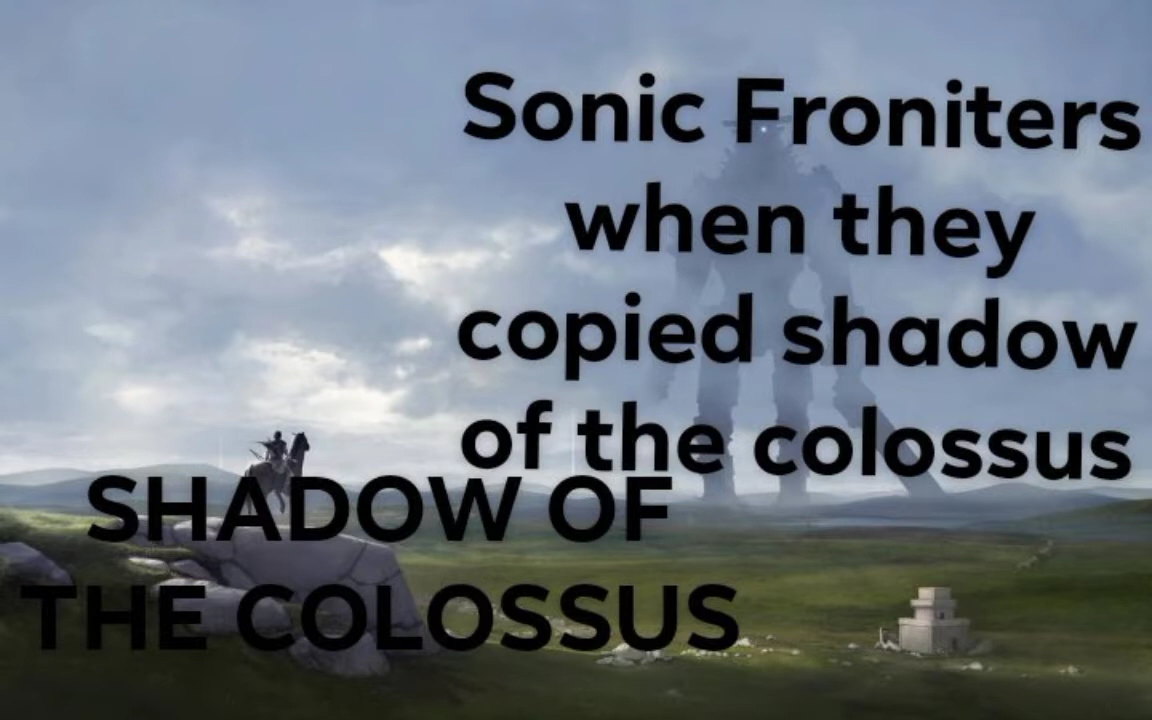 Sonic Froniters
when they
copied shadow
of the colossus
SHADOW OF
THE COLOSSUS